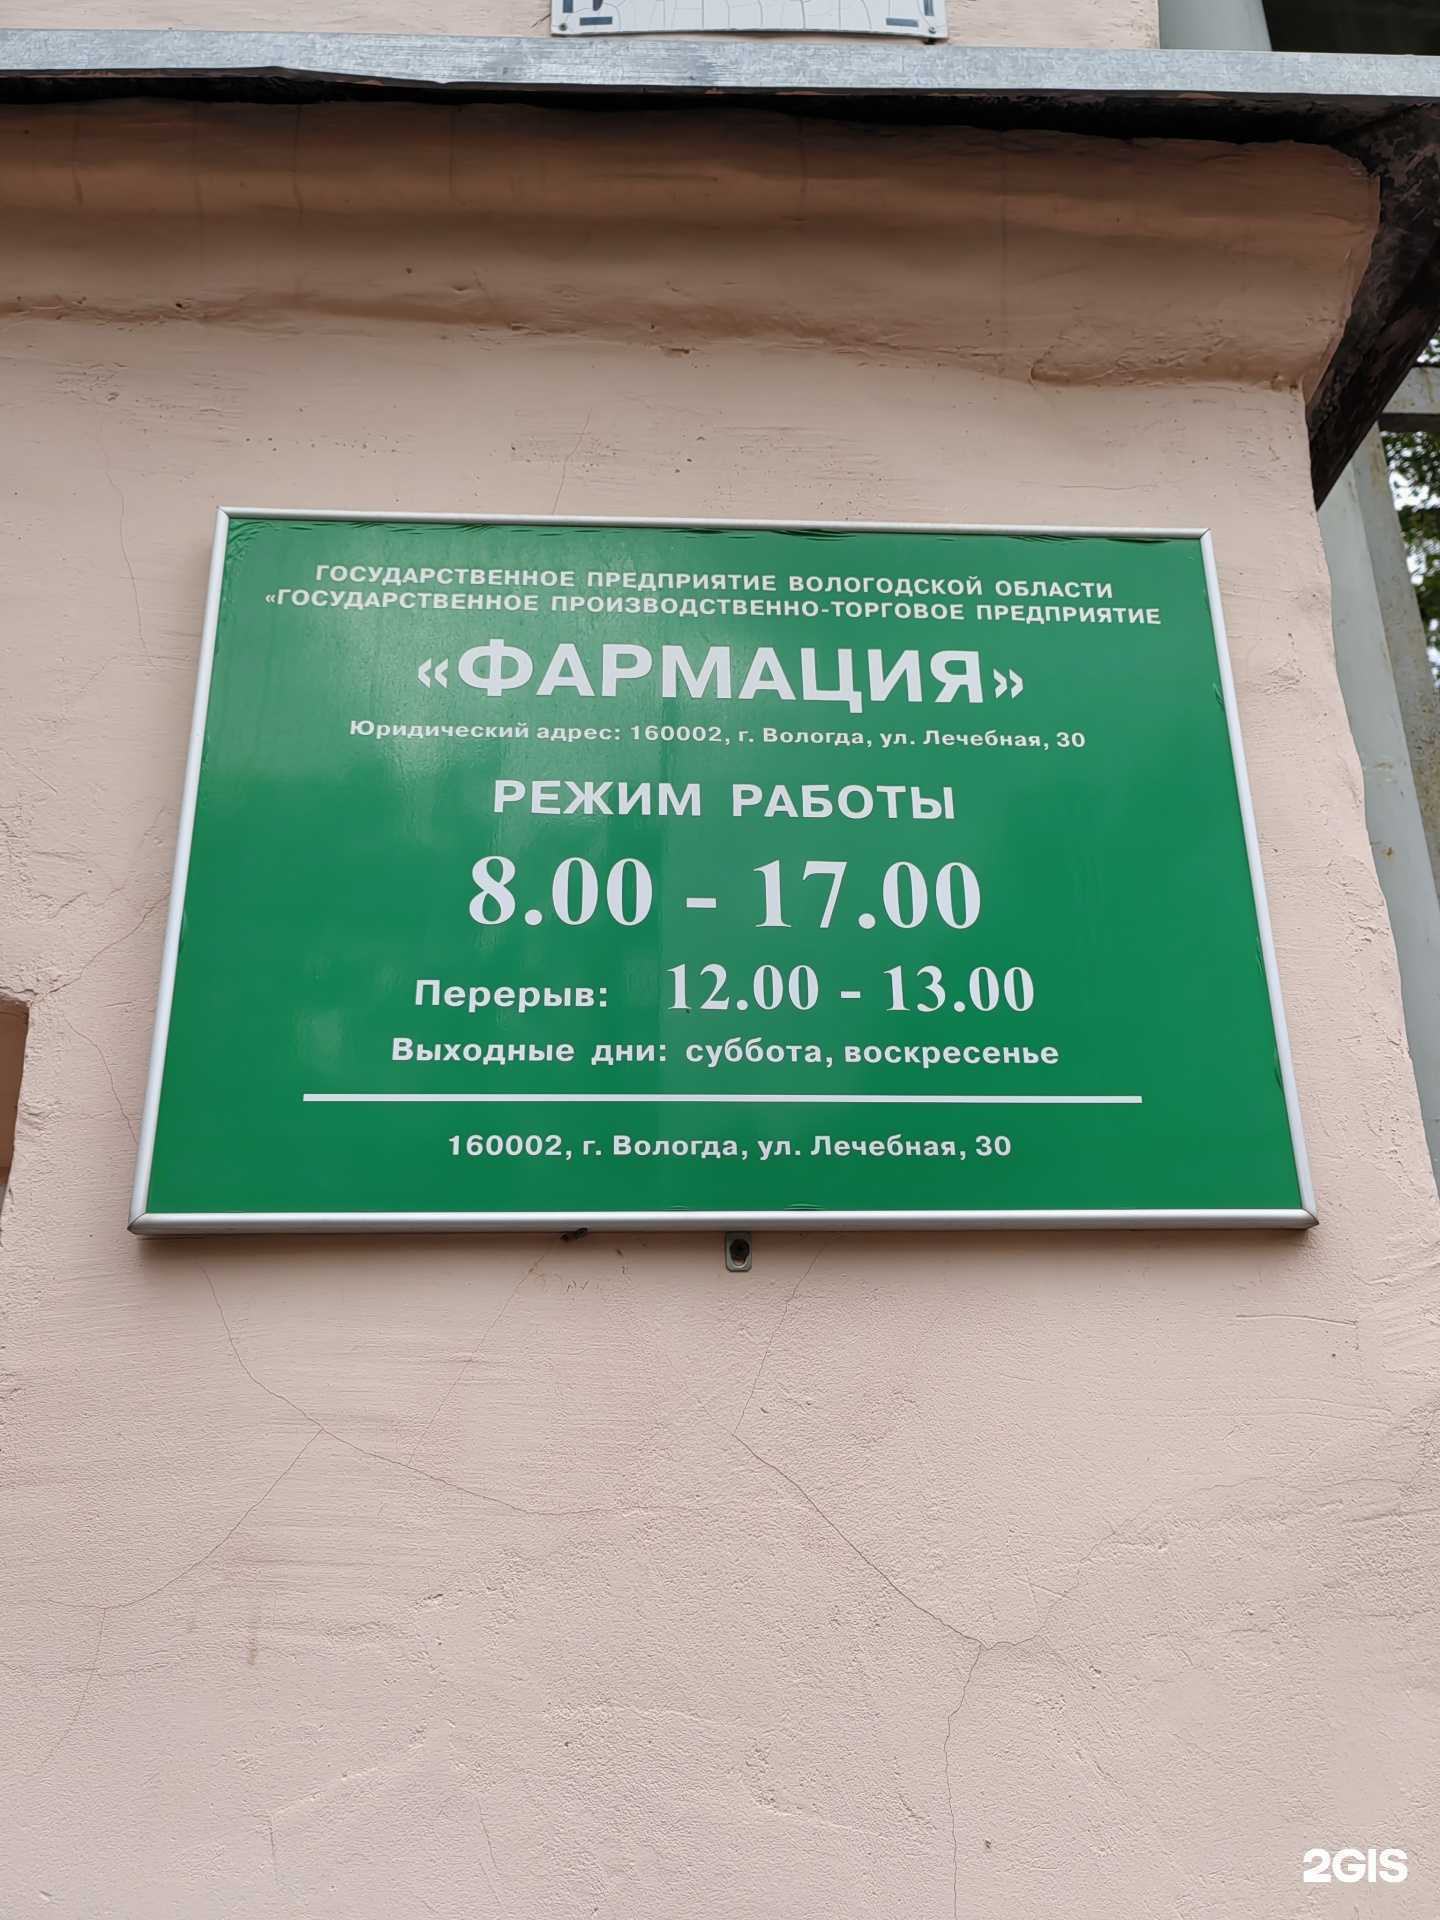 ГОСУДАРСТВЕННОЕ ПРЕДПРИЯТИЕ ВОЛОГОДСКОЙ ОБЛАСТИ
«ГОСУДАРСТВЕННОЕ ПРОИЗВОДСТВЕННО-ТОРГОВОЕ ПРЕДПРИЯТИЕ
«ФАРМАЦИЯ»
Юридический адрес: 160002, г. Вологда, ул. Лечебная, 30
РЕЖИМ РАБОТЫ
8.00 - 17.00
Перерыв: 12.00 - 13.00
Выходные дни: суббота, воскресенье
160002, г. Вологда, ул. Лечебная, 30
2GIS